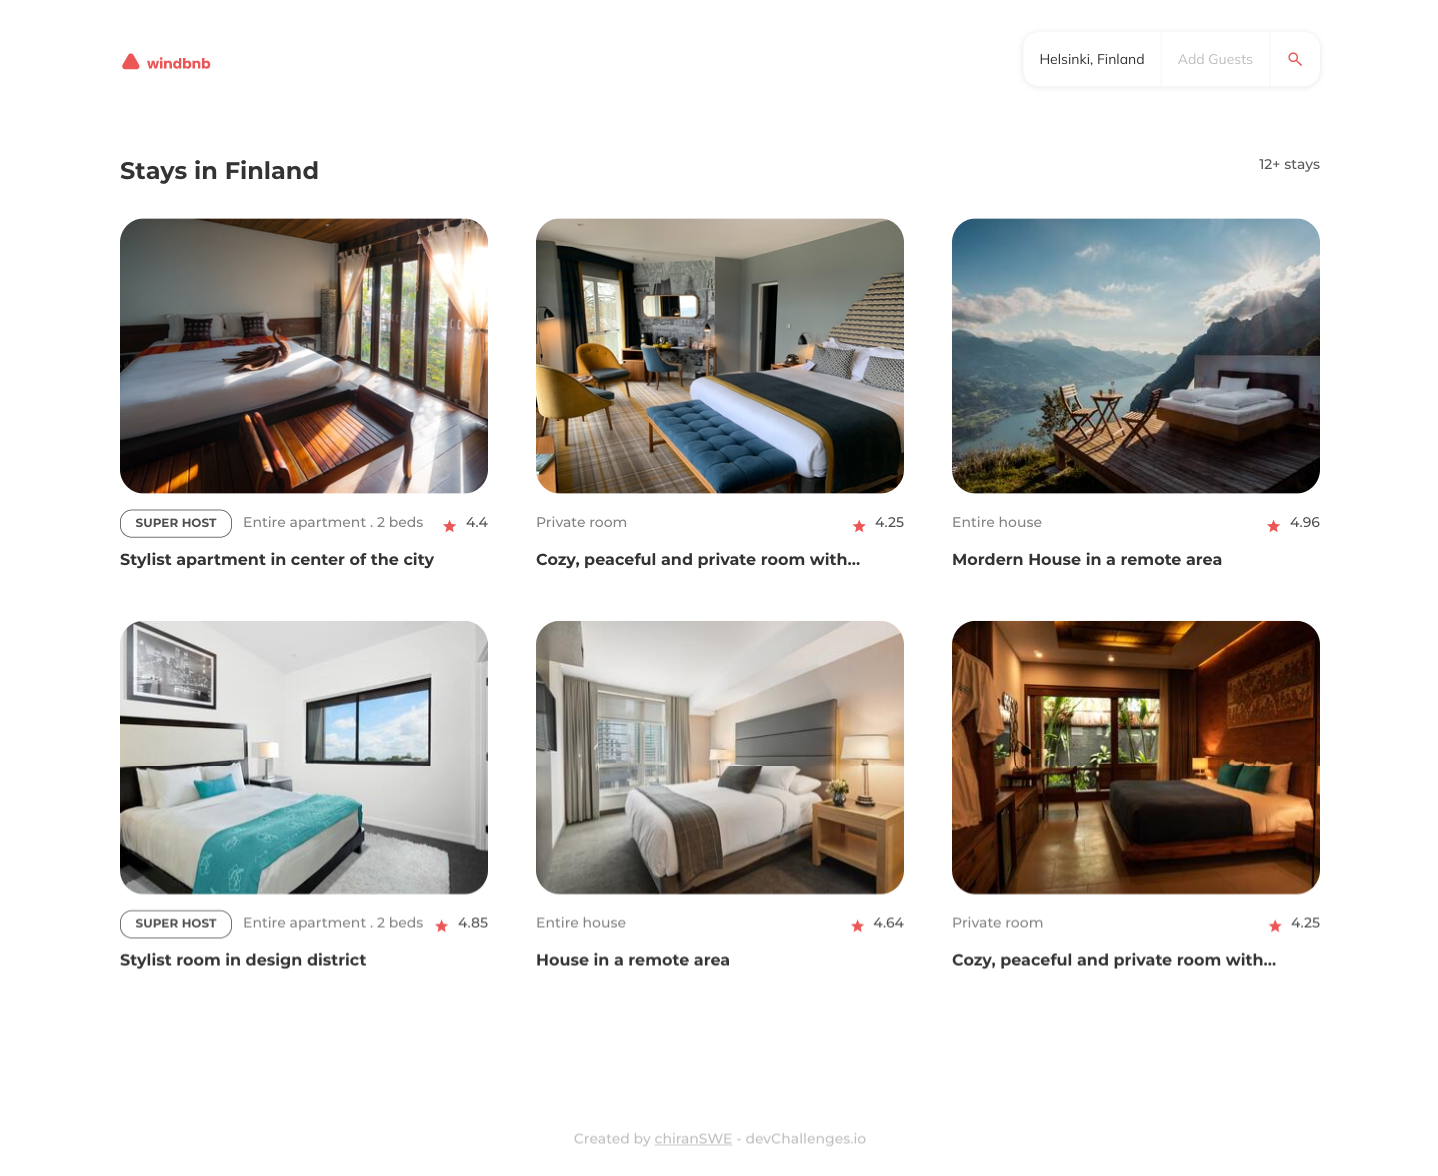 windbnb
Helsinki, Finland Add Guests
Stays in Finland
12+ stays
SUPER HOST Entire apartment . 2 beds 4.4
Stylist apartment in center of the city
Private room 4.25
Cozy, peaceful and private room with...
Entire house 4.96
Mordern House in a remote area
SUPER HOST Entire apartment . 2 beds 4.85
Stylist room in design district
Entire house 4.64
House in a remote area
Private room 4.25
Cozy, peaceful and private room with...
Created by chiranSWE - devChallenges.io